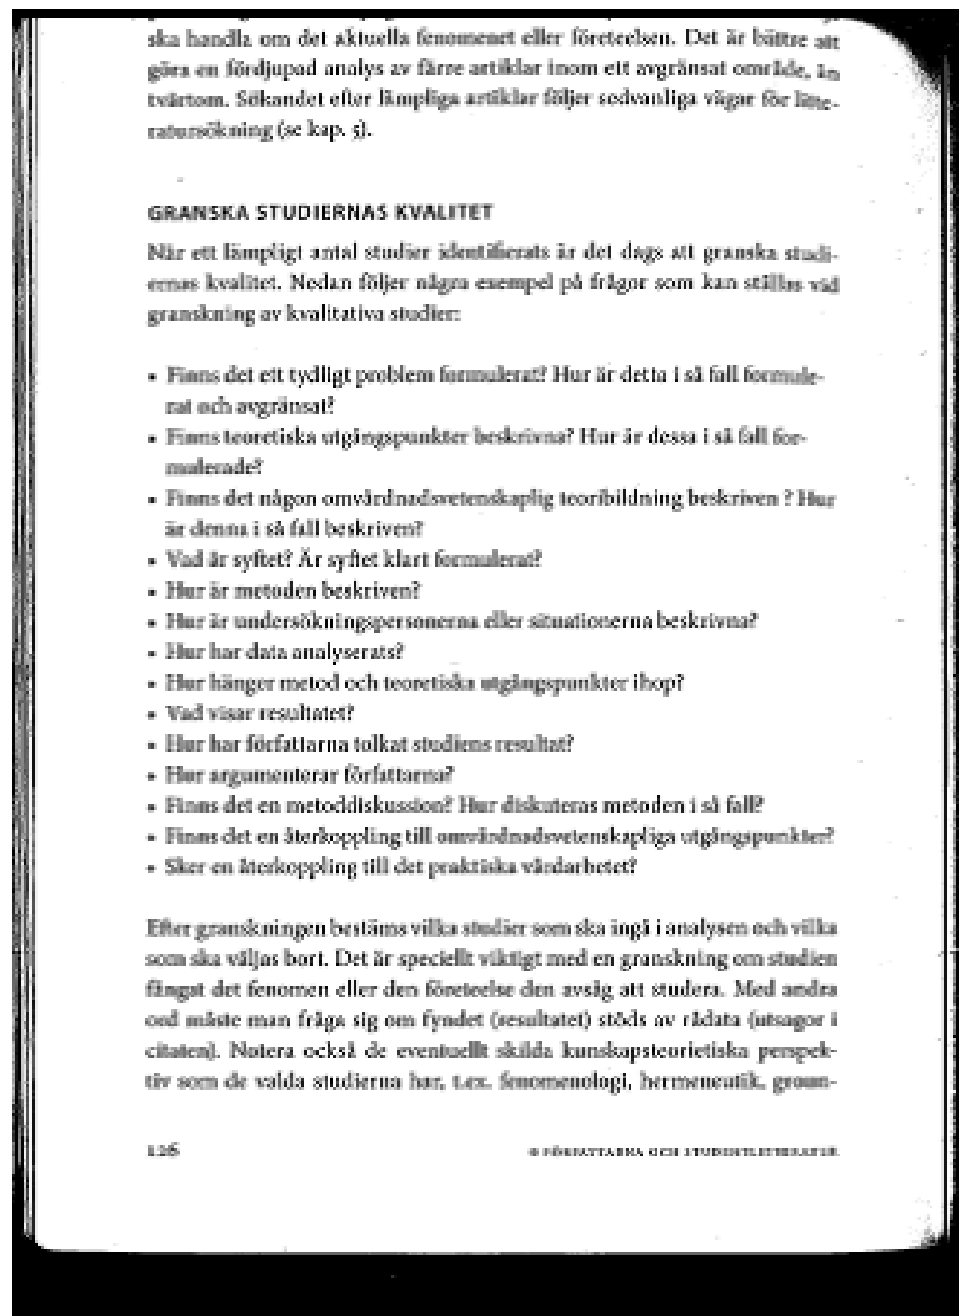 ska handla om det aktuella fenomenet eller företeelsen. Det är bättre att
göra en fördjupad analys av färre artiklar inom ett avgränsat område, än
tvärtom. Sökandet efter lämpliga artiklar följer sedvanliga vägar för litte-
ratursökning (se kap. 5).
GRANSKA STUDIERNAS KVALITET
När ett lämpligt antal studier identifierats är det dags att granska studi-
ernas kvalitet. Nedan följer några exempel på frågor som kan ställas vid
granskning av kvalitativa studier:
• Finns det ett tydligt problem formulerat? Hur är detta i så fall formule-
rat och avgränsat?
• Finns teoretiska utgångspunkter beskrivna? Hur är dessa i så fall for-
mulerade?
• Finns det någon omvårdnadsvetenskaplig teoribildning beskriven ? Hur
är denna i så fall beskriven?
• Vad är syftet? Är syftet klart formulerat?
• Hur är metoden beskriven?
• Hur är undersökningspersonerna eller situationerna beskrivna?
• Hur har data analyserats?
• Hur hänger metod och teoretiska utgångspunkter ihop?
• Vad visar resultatet?
• Hur har författarna tolkat studiens resultat?
• Hur argumenterar författarna?
• Finns det en metoddiskussion? Hur diskuteras metoden i så fall?
• Finns det en återkoppling till omvårdnadsvetenskapliga utgångspunkter?
• Sker en återkoppling till det praktiska vårdarbetet?
Efter granskningen bestäms vilka studier som ska ingå i analysen och vilka
som ska väljas bort. Det är speciellt viktigt med en granskning om studien
fångat det fenomen eller den företeelse den avsåg att studera. Med andra
ord måste man fråga sig om fyndet (resultatet) stöds av rådata (utsagor i
citaten). Notera också de eventuellt skilda kunskapsteorietiska perspek-
tiv som de valda studierna har, t.ex. fenomenologi, hermeneutik, groun-
126
© FÖRFATTARNA OCH STUDENTLITTERATUR